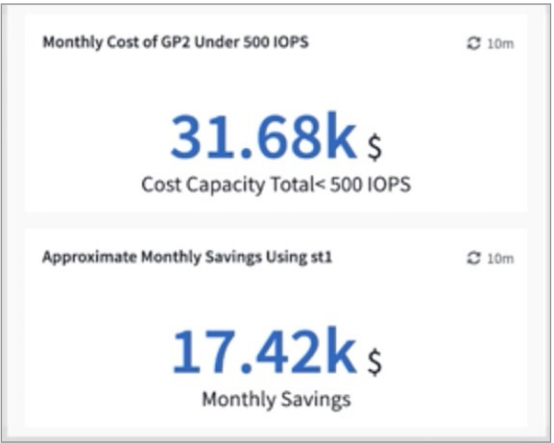 Monthly Cost of GP2 Under 500 IOPS 10m
31.68k $
Cost Capacity Total< 500 IOPS
Approximate Monthly Savings Using st1 10m
17.42k $
Monthly Savings